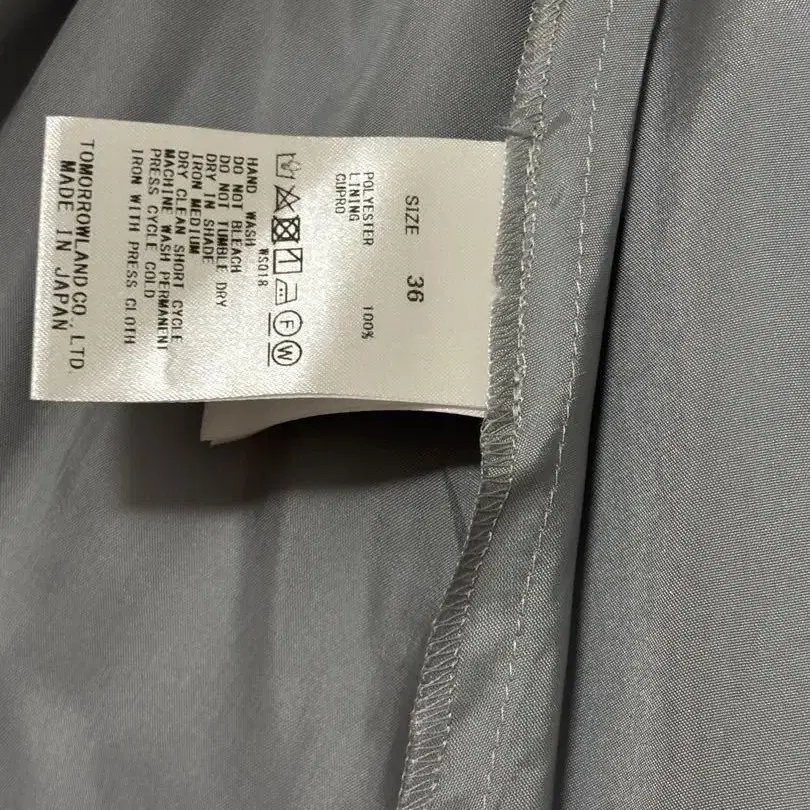 SIZE 36
POLYESTER 100%
LINING
CUPRO
WS018
HAND WASH
DO NOT BLEACH
DO NOT TUMBLE DRY
DRY IN SHADE
IRON MEDIUM
DRY CLEAN SHORT CYCLE
MACHINE WASH PERMANENT
PRESS CYCLE COLD
IRON WITH PRESS CLOTH
TOMORROWLAND CO., LTD.
MADE IN JAPAN